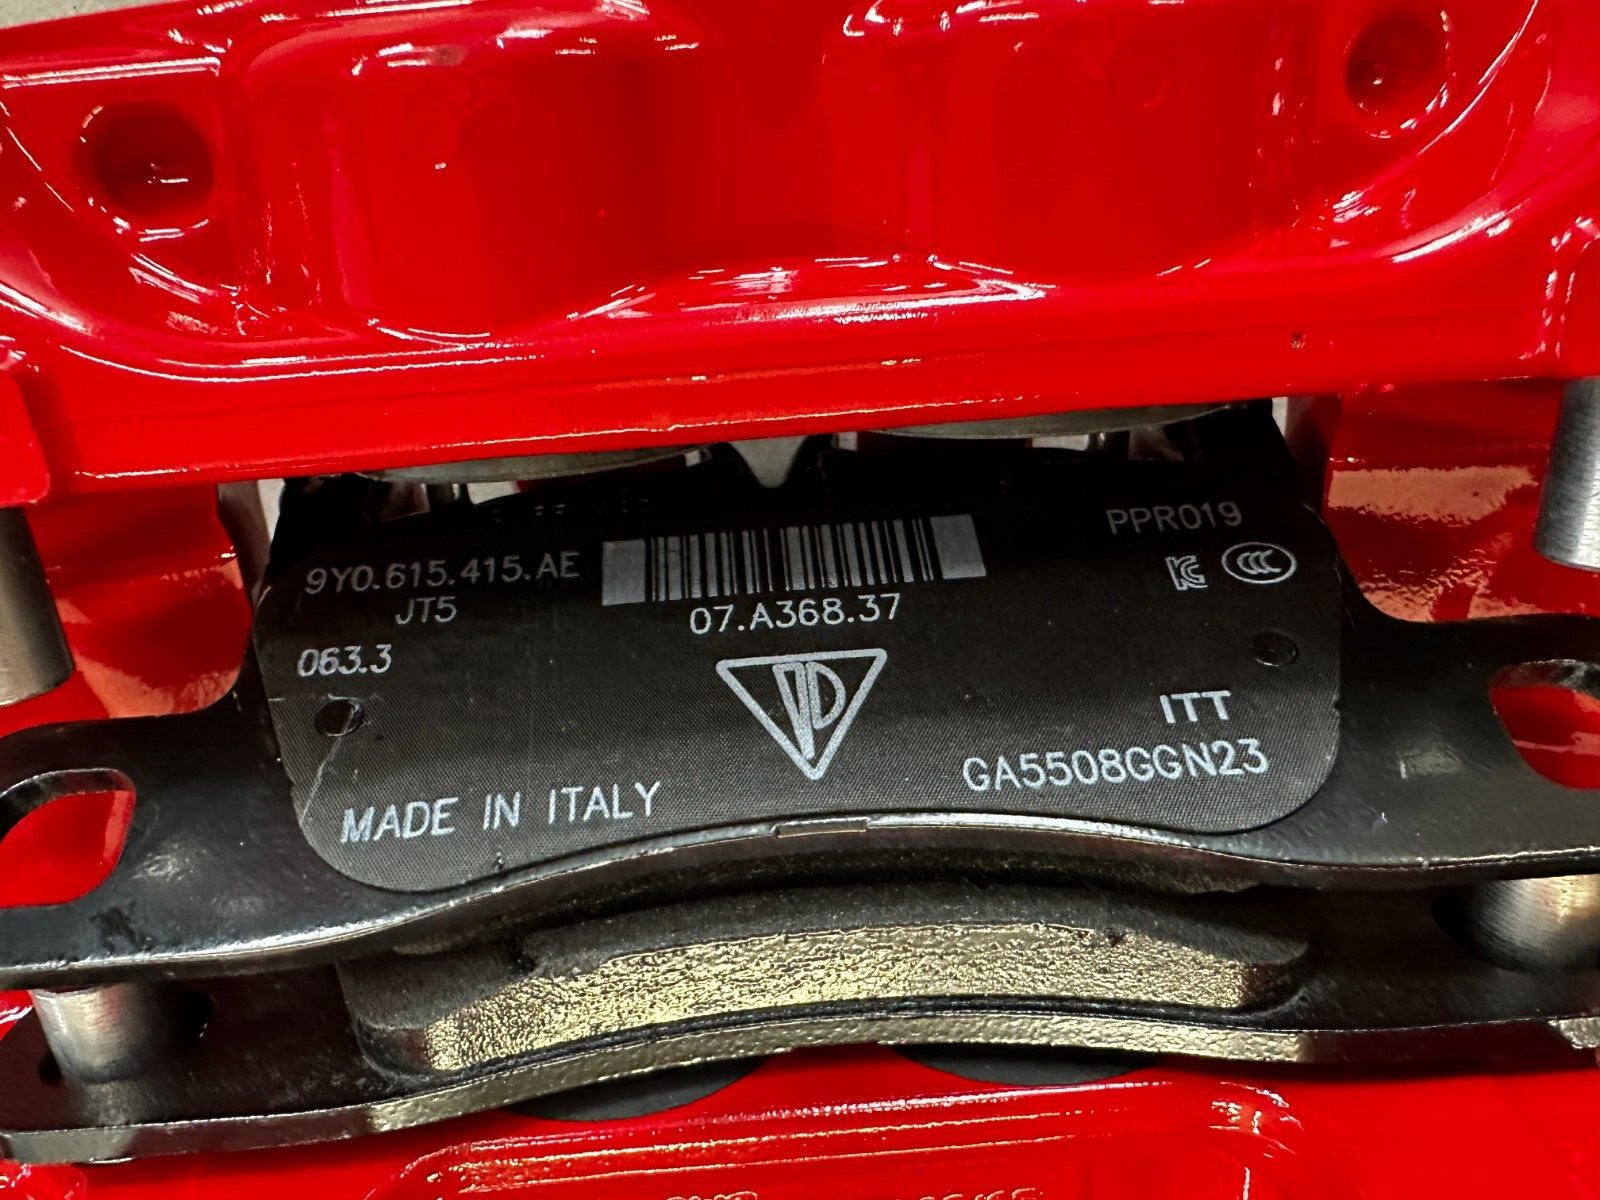 9Y0.615.415.AE
JT5
063.3
07.A368.37
PPR019
ITT
GA5508GGN23
MADE IN ITALY